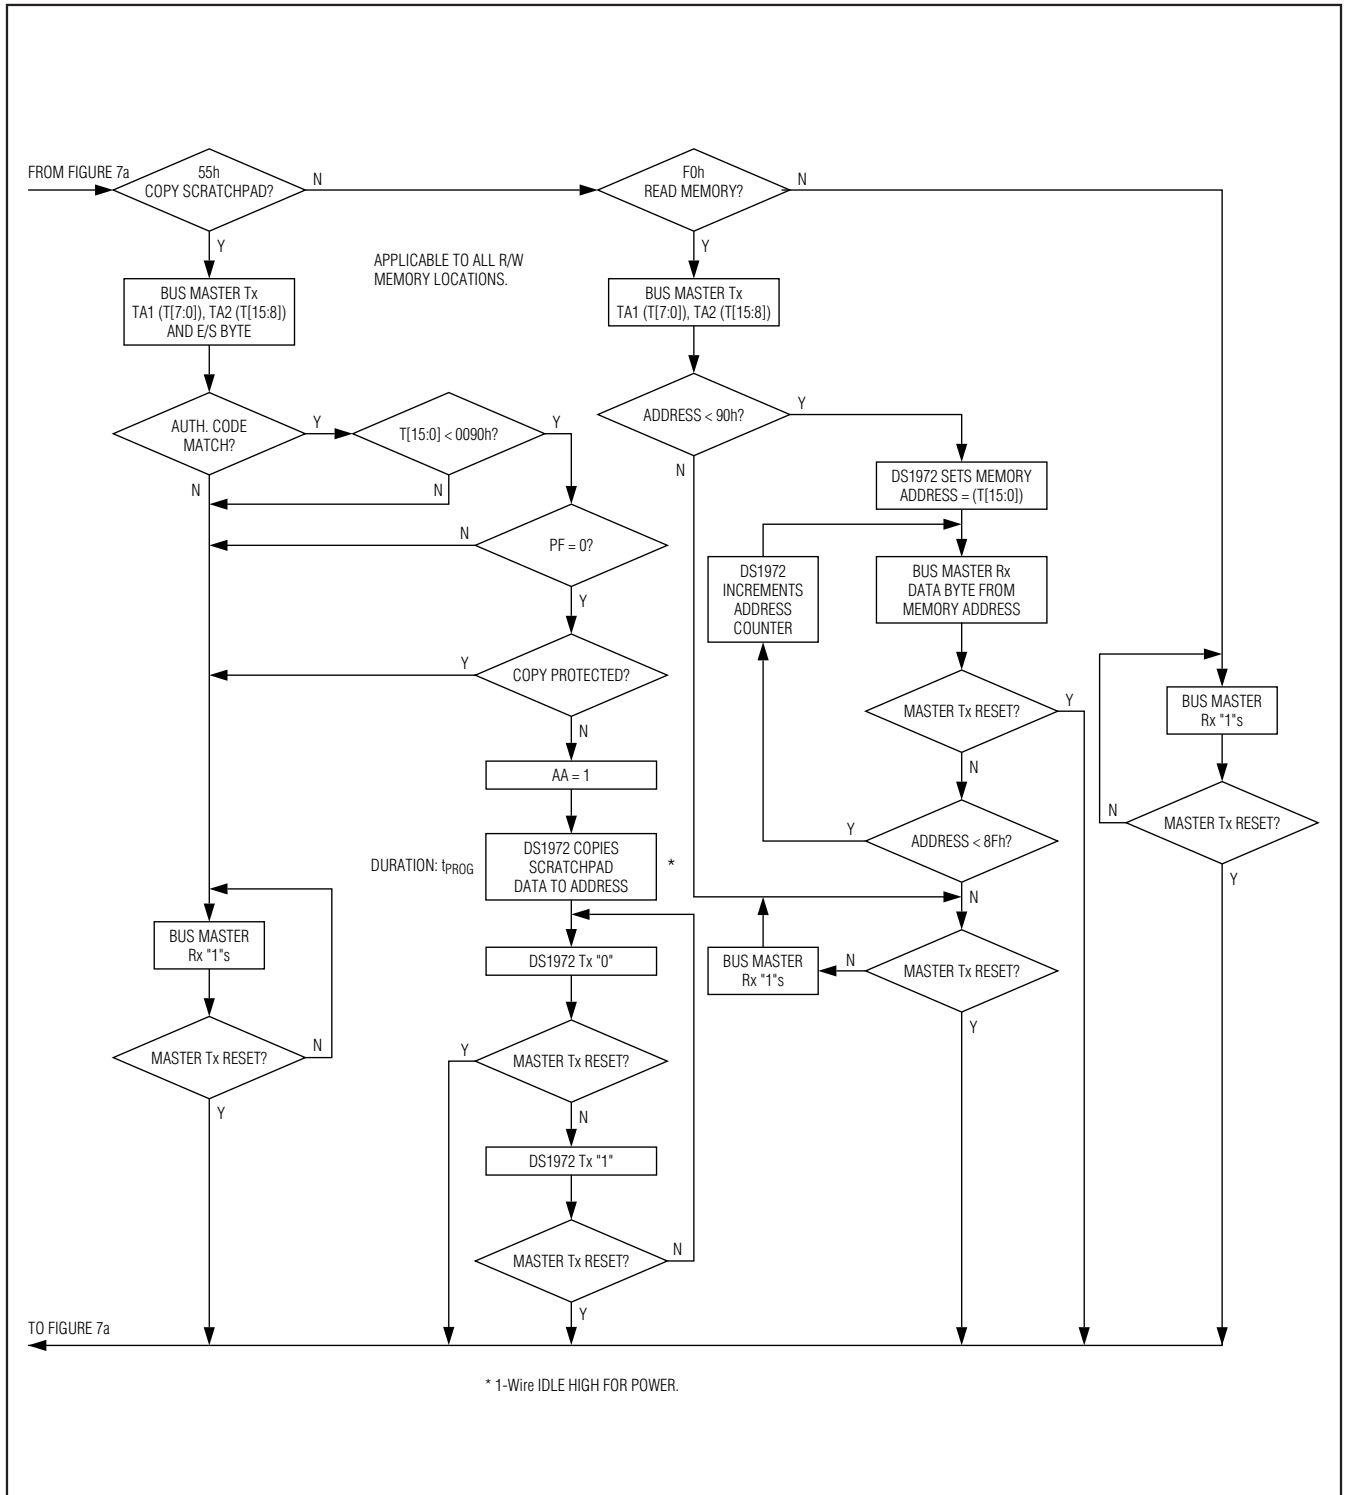 FROM FIGURE 7a
55h
COPY SCRATCHPAD?
N
F0h
READ MEMORY?
N
Y
Y
APPLICABLE TO ALL R/W
MEMORY LOCATIONS.
BUS MASTER Tx
TA1 (T[7:0]), TA2 (T[15:8])
AND E/S BYTE
BUS MASTER Tx
TA1 (T[7:0]), TA2 (T[15:8])
AUTH. CODE
MATCH?
Y
N
T[15:0] < 0090h?
Y
N
ADDRESS < 90h?
Y
N
DS1972 SETS MEMORY
ADDRESS = (T[15:0])
PF = 0?
N
Y
DS1972
INCREMENTS
ADDRESS
COUNTER
BUS MASTER Rx
DATA BYTE FROM
MEMORY ADDRESS
COPY PROTECTED?
Y
N
MASTER Tx RESET?
Y
N
BUS MASTER
Rx "1"s
AA = 1
MASTER Tx RESET?
N
Y
ADDRESS < 8Fh?
Y
N
DURATION: tPROG
DS1972 COPIES
SCRATCHPAD
DATA TO ADDRESS
*
BUS MASTER
Rx "1"s
DS1972 Tx "0"
BUS MASTER
Rx "1"s
N
MASTER Tx RESET?
Y
MASTER Tx RESET?
N
Y
MASTER Tx RESET?
Y
N
DS1972 Tx "1"
MASTER Tx RESET?
N
Y
TO FIGURE 7a
* 1-Wire IDLE HIGH FOR POWER.